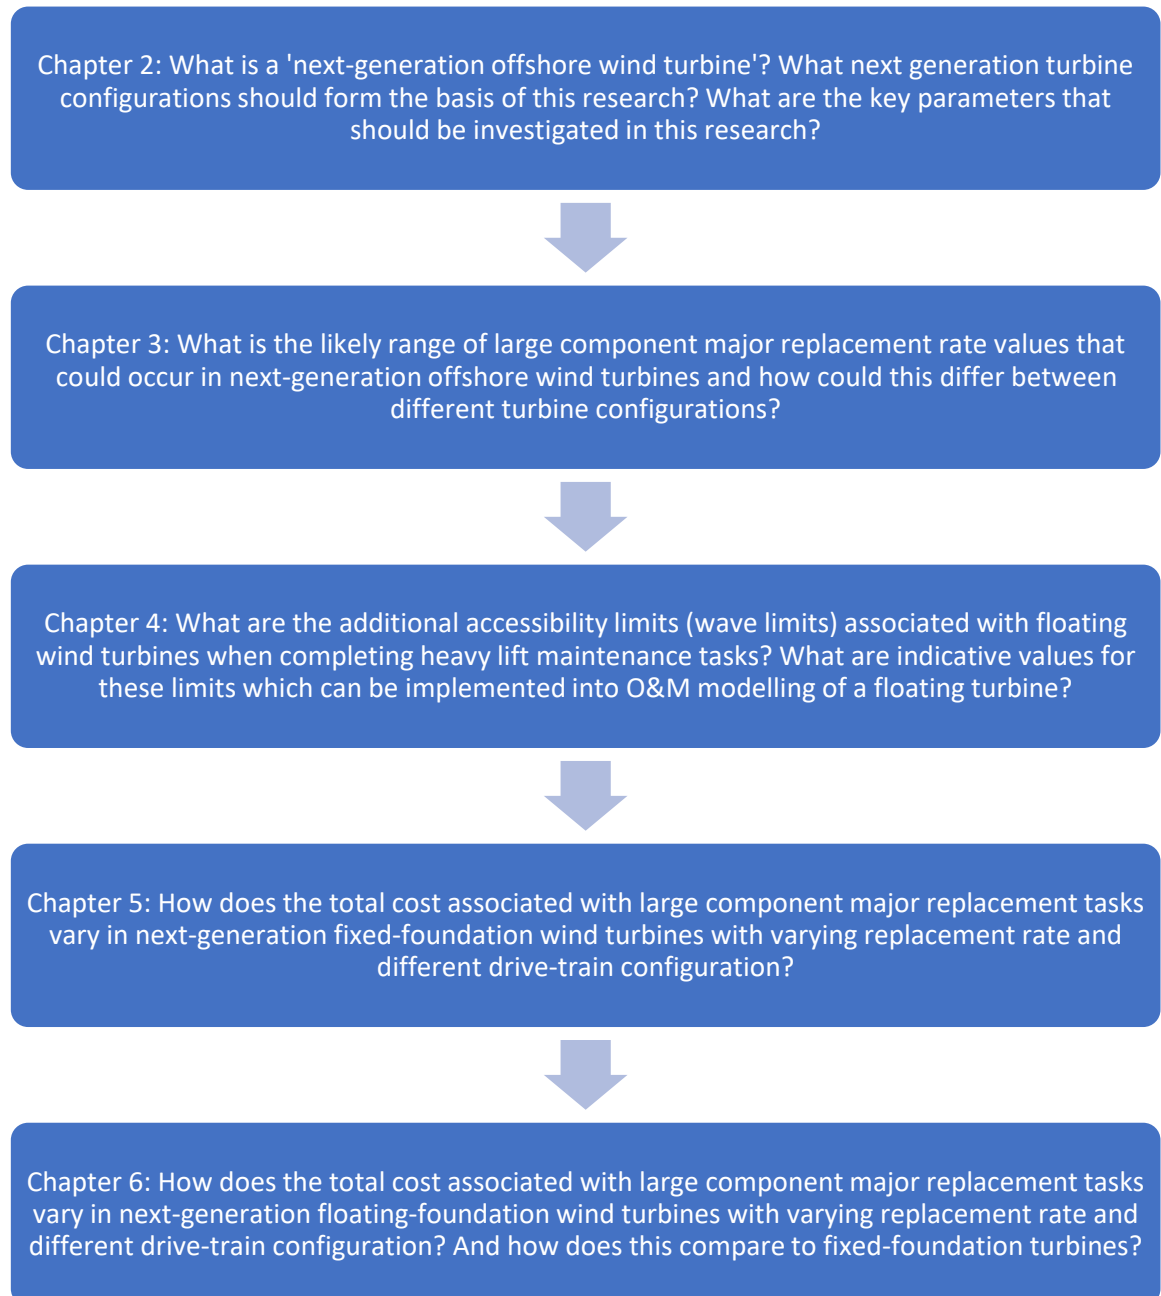 Chapter 2: What is a 'next-generation offshore wind turbine'? What next generation turbine
configurations should form the basis of this research? What are the key parameters that
should be investigated in this research?
Chapter 3: What is the likely range of large component major replacement rate values that
could occur in next-generation offshore wind turbines and how could this differ between
different turbine configurations?
Chapter 4: What are the additional accessibility limits (wave limits) associated with floating
wind turbines when completing heavy lift maintenance tasks? What are indicative values for
these limits which can be implemented into O&M modelling of a floating turbine?
Chapter 5: How does the total cost associated with large component major replacement tasks
vary in next-generation fixed-foundation wind turbines with varying replacement rate and
different drive-train configuration?
Chapter 6: How does the total cost associated with large component major replacement tasks
vary in next-generation floating-foundation wind turbines with varying replacement rate and
different drive-train configuration? And how does this compare to fixed-foundation turbines?